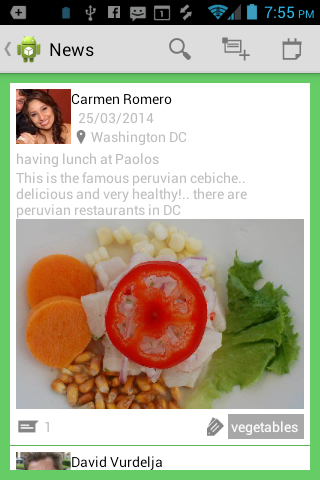 7:55 PM
News
Carmen Romero
25/03/2014
Washington DC
having lunch at Paolos
This is the famous peruvian cebiche..
delicious and very healthy!.. there are
peruvian restaurants in DC
1
vegetables
David Vurdelja